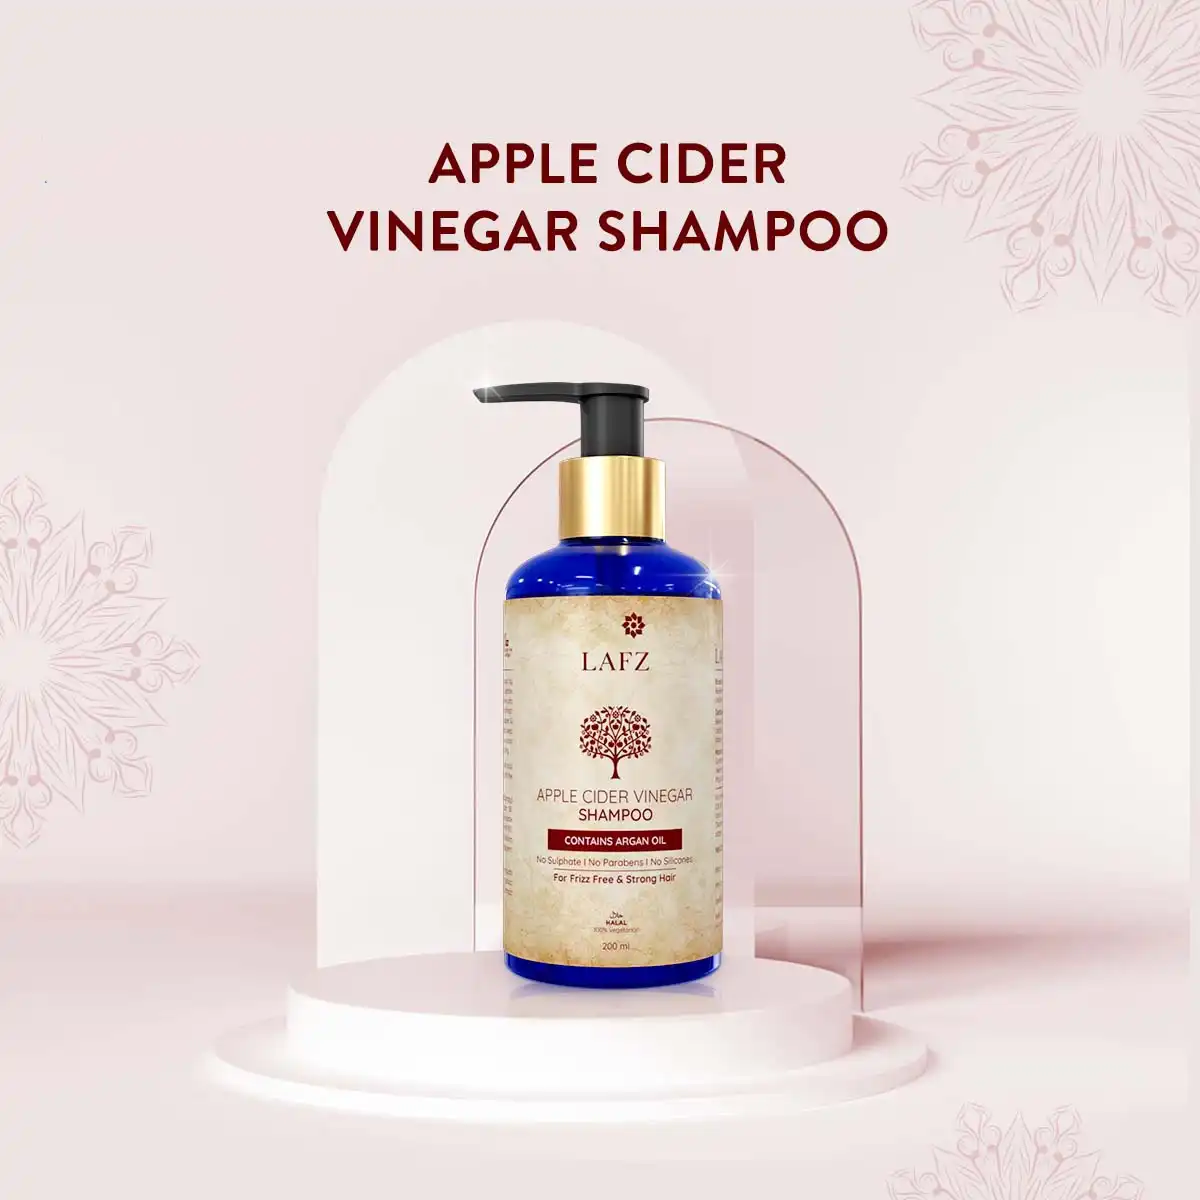 APPLE CIDER
VINEGAR SHAMPOO
LAFZ
APPLE CIDER VINEGAR
SHAMPOO
CONTAINS ARGAN OIL
No Sulphate I No Parabens I No Silicones
For Frizz Free & Strong Hair
حلال
HALAL
100% Vegetarian
200 ml